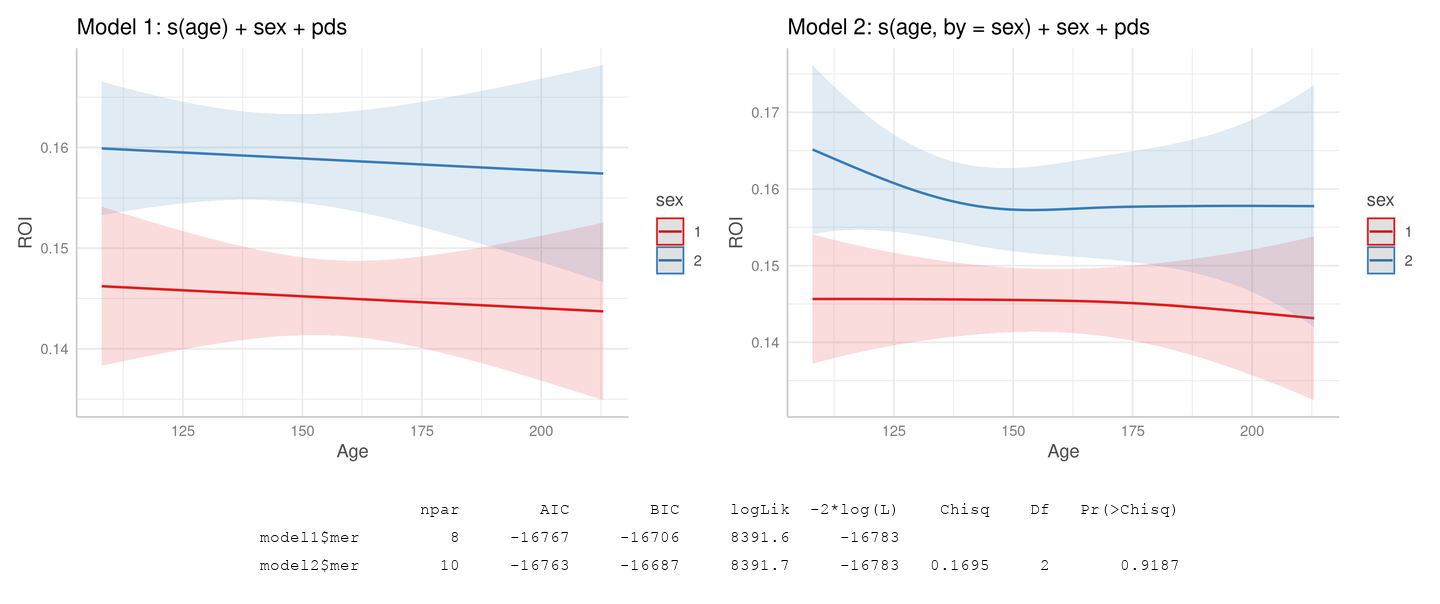 Model 1: s(age) + sex + pds
0.16
0.15
0.14
ROI
125 150 175 200
Age
sex
1
2
Model 2: s(age, by = sex) + sex + pds
0.17
0.16
0.15
0.14
ROI
125 150 175 200
Age
sex
1
2
npar AIC BIC logLik -2*log(L) Chisq Df Pr(>Chisq)
model1$mer 8 -16767 -16706 8391.6 -16783
model2$mer 10 -16763 -16687 8391.7 -16783 0.1695 2 0.9187